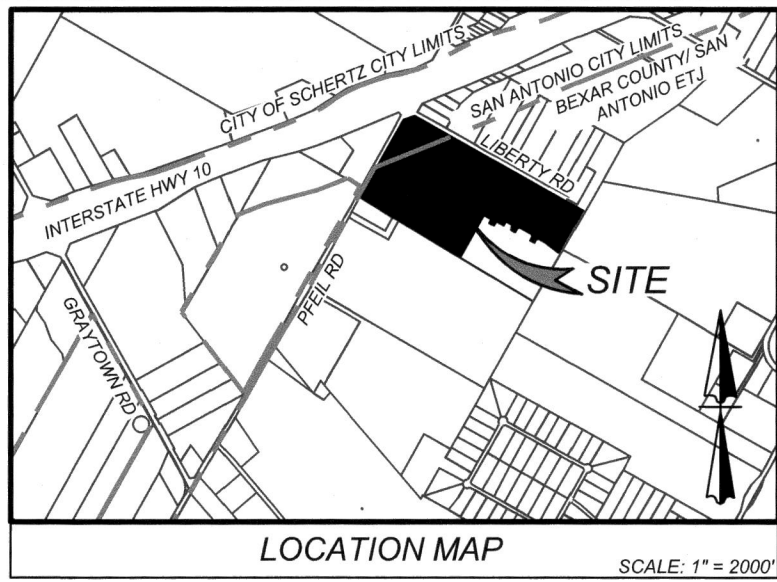 CITY OF SCHERTZ CITY LIMITS
SAN ANTONIO CITY LIMITS
BEXAR COUNTY/ SAN
ANTONIO ETJ
LIBERTY RD
INTERSTATE HWY 10
SITE
PFEIL RD
GRAYTOWN RD
LOCATION MAP
SCALE: 1" = 2000'